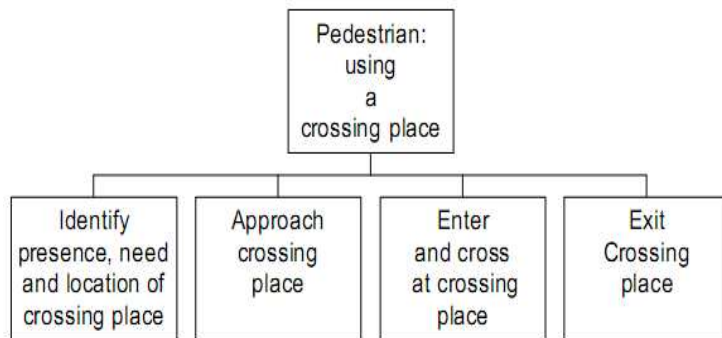 Pedestrian:
using
a
crossing place
Identify
presence, need
and location of
crossing place
Approach
crossing
place
Enter
and cross
at crossing
place
Exit
Crossing
place